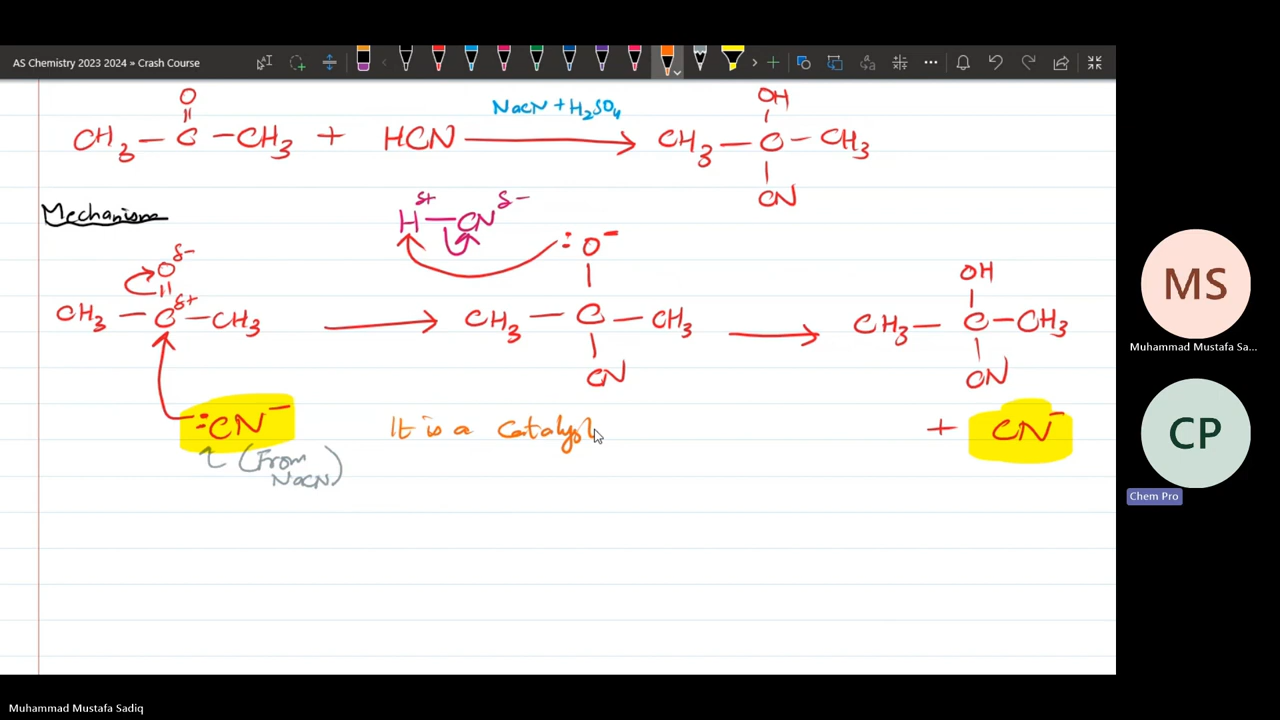 AS Chemistry 2023 2024 » Crash Course
O
CH3 — C — CH3 + HCN
NaCN + H2SO4
OH
CH3 — C — CH3
CN
Mechanism
H δ+ — CN δ−
O δ−
CH3 — C δ+ — CH3
:CN−
(From NaCN)
:O−
CH3 — C — CH3
CN
OH
CH3 — C — CH3
CN
It is a catalyst
+ CN−
MS
Muhammad Mustafa Sa...
CP
Chem Pro
Muhammad Mustafa Sadiq